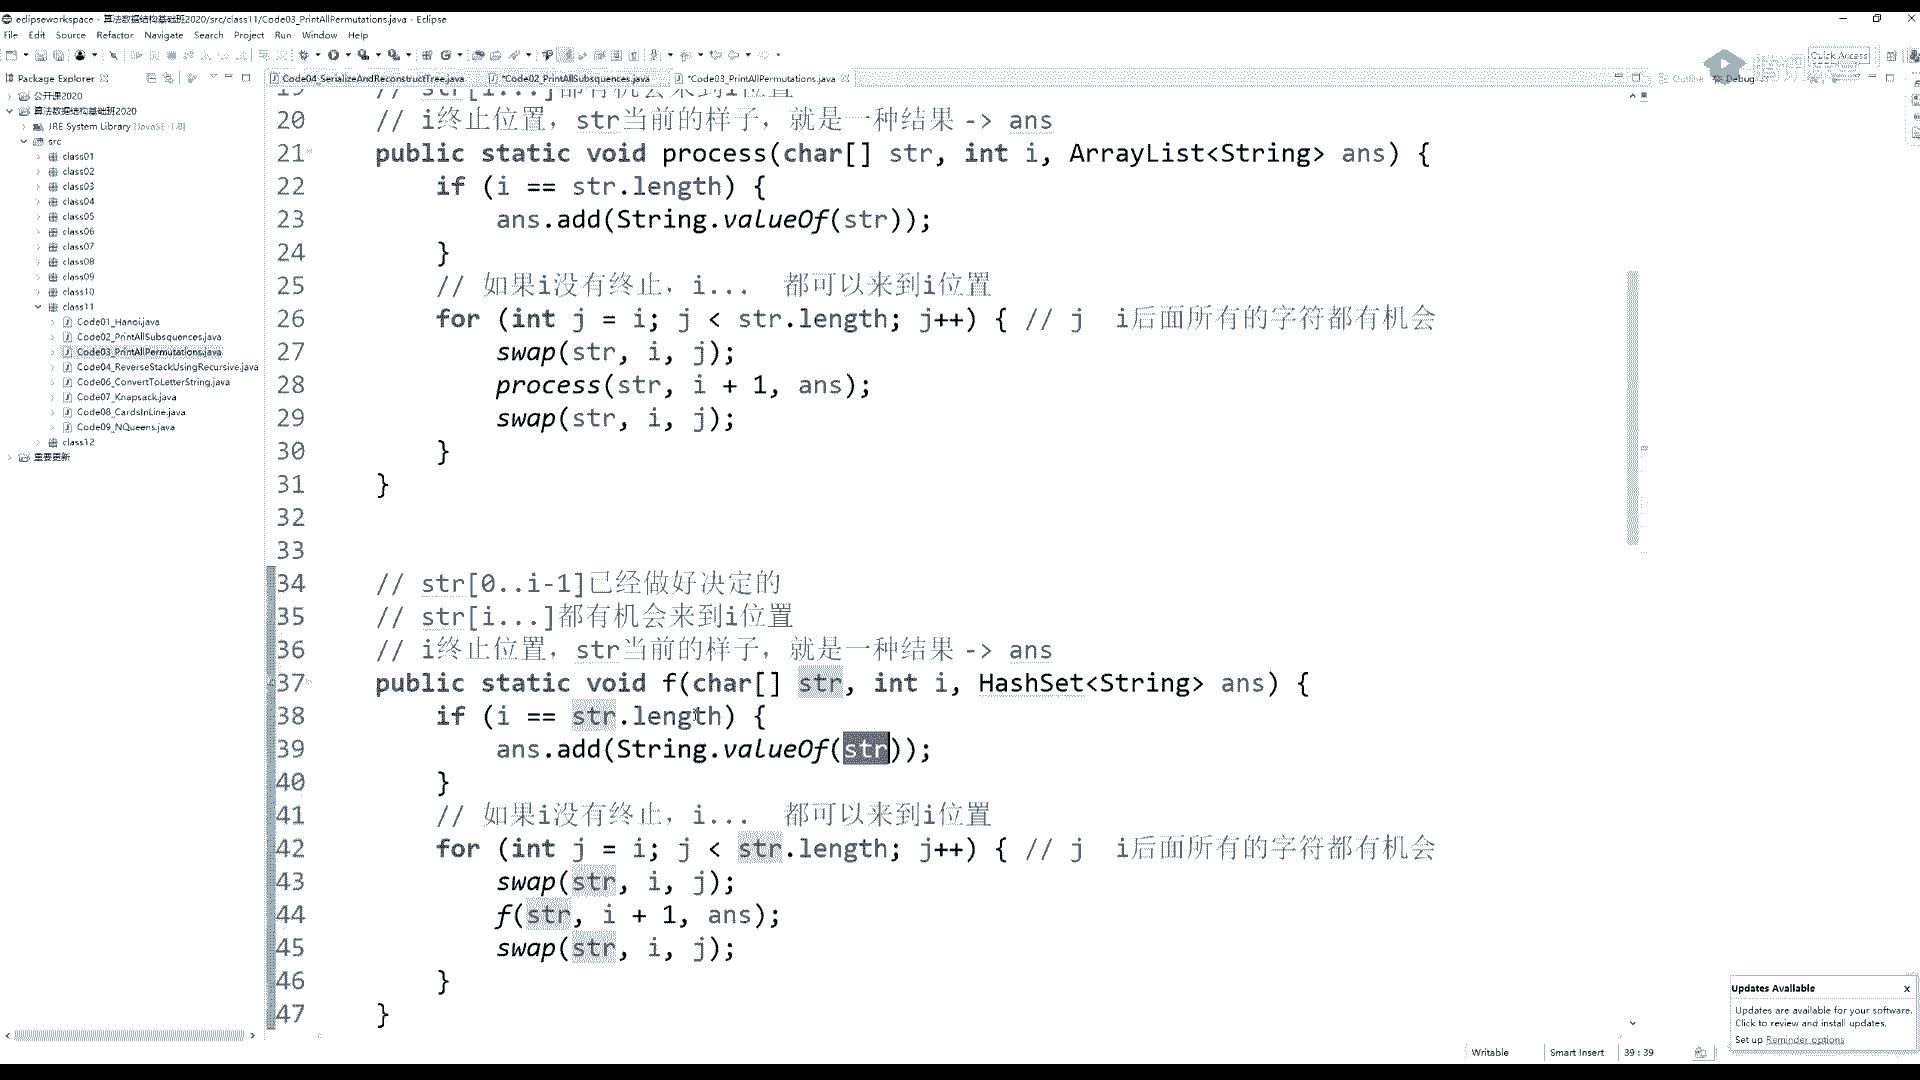 eclipseworkspace - 算法数据结构基础班2020/src/class11/Code03_PrintAllPermutations.java - Eclipse
File Edit Source Refactor Navigate Search Project Run Window Help
Quick Access
Package Explorer
Code04_SerializeAndReconstructTree.java
*Code02_PrintAllSubsquences.java
*Code03_PrintAllPermutations.java
Outline
Debug
公开课2020
算法数据结构基础班2020
JRE System Library
src
class01
class02
class03
class04
class05
class06
class07
class08
class09
class10
class11
Code01_Hanoi.java
Code02_PrintAllSubsquences.java
Code03_PrintAllPermutations.java
Code04_ReverseStackUsingRecursive.java
Code06_ConvertToLetterString.java
Code07_Knapsack.java
Code08_CardsInLine.java
Code09_NQueens.java
class12
重要更新
19 // str[i...]都有机会来到i位置
20 // i终止位置，str当前的样子，就是一种结果 -> ans
21 public static void process(char[] str, int i, ArrayList<String> ans) {
22 if (i == str.length) {
23 ans.add(String.valueOf(str));
24 }
25 // 如果i没有终止，i... 都可以来到i位置
26 for (int j = i; j < str.length; j++) { // j i后面所有的字符都有机会
27 swap(str, i, j);
28 process(str, i + 1, ans);
29 swap(str, i, j);
30 }
31 }
32
33
34 // str[0..i-1]已经做好决定的
35 // str[i...]都有机会来到i位置
36 // i终止位置，str当前的样子，就是一种结果 -> ans
37 public static void f(char[] str, int i, HashSet<String> ans) {
38 if (i == str.length) {
39 ans.add(String.valueOf(str));
40 }
41 // 如果i没有终止，i... 都可以来到i位置
42 for (int j = i; j < str.length; j++) { // j i后面所有的字符都有机会
43 swap(str, i, j);
44 f(str, i + 1, ans);
45 swap(str, i, j);
46 }
47 }
Updates Available
Updates are available for your software.
Click to review and install updates.
Set up Reminder options
Writable
Smart Insert
39 : 39